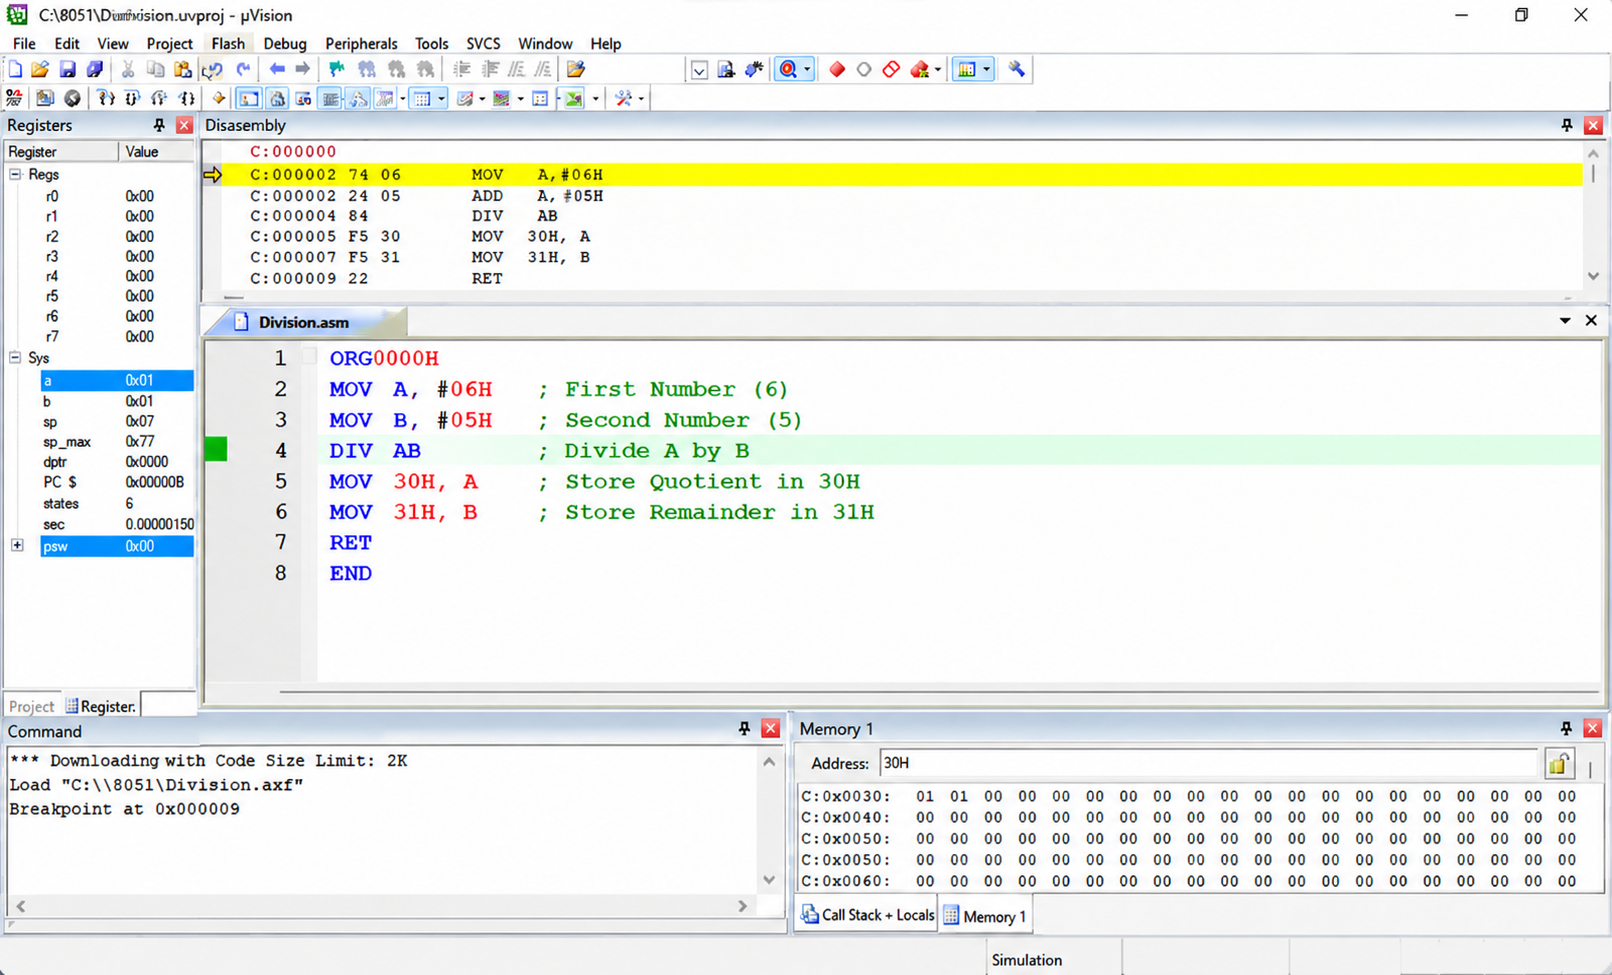 C:\8051\Division.uvproj - µVision
File Edit View Project Flash Debug Peripherals Tools SVCS Window Help
Registers
Register Value
Regs
r0 0x00
r1 0x00
r2 0x00
r3 0x00
r4 0x00
r5 0x00
r6 0x00
r7 0x00
Sys
a 0x01
b 0x01
sp 0x07
sp_max 0x77
dptr 0x0000
PC $ 0x00000B
states 6
sec 0.00000150
psw 0x00
Project Register.
Disassembly
C:000000
C:000002 74 06 MOV A,#06H
C:000002 24 05 ADD A,#05H
C:000004 84 DIV AB
C:000005 F5 30 MOV 30H, A
C:000007 F5 31 MOV 31H, B
C:000009 22 RET
Division.asm
1 ORG0000H
2 MOV A, #06H ; First Number (6)
3 MOV B, #05H ; Second Number (5)
4 DIV AB ; Divide A by B
5 MOV 30H, A ; Store Quotient in 30H
6 MOV 31H, B ; Store Remainder in 31H
7 RET
8 END
Command
*** Downloading with Code Size Limit: 2K
Load "C:\\8051\Division.axf"
Breakpoint at 0x000009
Memory 1
Address: 30H
C:0x0030: 01 01 00 00 00 00 00 00 00 00 00 00 00 00 00 00 00 00 00 00
C:0x0040: 00 00 00 00 00 00 00 00 00 00 00 00 00 00 00 00 00 00 00 00
C:0x0050: 00 00 00 00 00 00 00 00 00 00 00 00 00 00 00 00 00 00 00 00
C:0x0050: 00 00 00 00 00 00 00 00 00 00 00 00 00 00 00 00 00 00 00 00
C:0x0060: 00 00 00 00 00 00 00 00 00 00 00 00 00 00 00 00 00 00 00 00
Call Stack + Locals Memory 1
Simulation